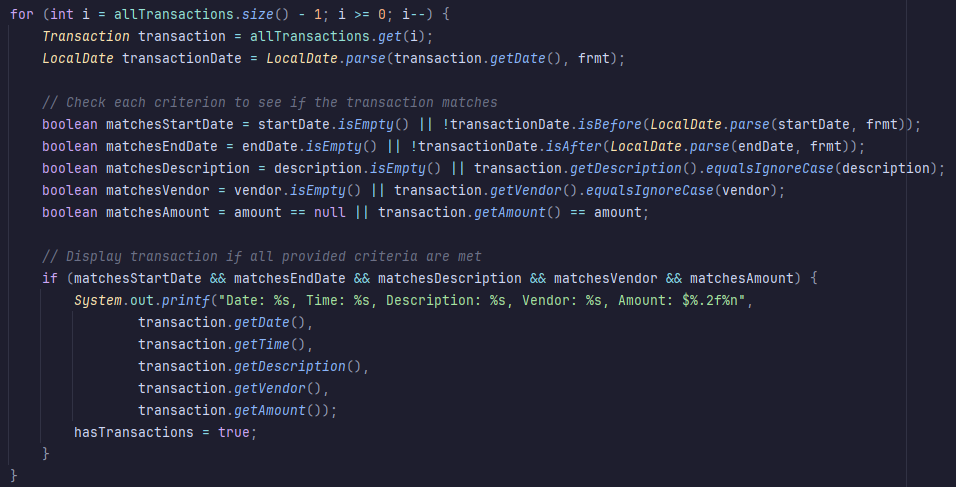 for (int i = allTransactions.size() - 1; i >= 0; i--) {
    Transaction transaction = allTransactions.get(i);
    LocalDate transactionDate = LocalDate.parse(transaction.getDate(), frmt);

    // Check each criterion to see if the transaction matches
    boolean matchesStartDate = startDate.isEmpty() || !transactionDate.isBefore(LocalDate.parse(startDate, frmt));
    boolean matchesEndDate = endDate.isEmpty() || !transactionDate.isAfter(LocalDate.parse(endDate, frmt));
    boolean matchesDescription = description.isEmpty() || transaction.getDescription().equalsIgnoreCase(description);
    boolean matchesVendor = vendor.isEmpty() || transaction.getVendor().equalsIgnoreCase(vendor);
    boolean matchesAmount = amount == null || transaction.getAmount() == amount;

    // Display transaction if all provided criteria are met
    if (matchesStartDate && matchesEndDate && matchesDescription && matchesVendor && matchesAmount) {
        System.out.printf("Date: %s, Time: %s, Description: %s, Vendor: %s, Amount: $%.2f%n",
                transaction.getDate(),
                transaction.getTime(),
                transaction.getDescription(),
                transaction.getVendor(),
                transaction.getAmount());
        hasTransactions = true;
    }
}